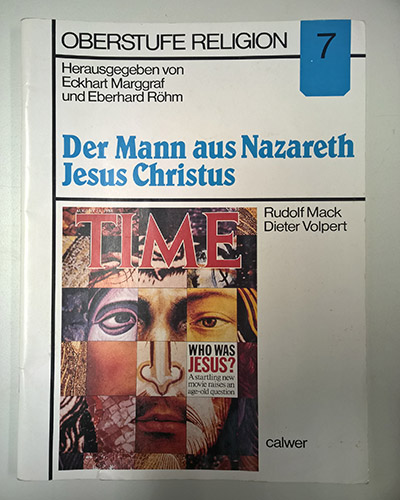 OBERSTUFE RELIGION
7
Herausgegeben von
Eckhart Marggraf
und Eberhard Röhm
Der Mann aus Nazareth
Jesus Christus
Rudolf Mack
Dieter Volpert
TIME
WHO WAS
JESUS?
A startling new
movie raises an
age-old question
calwer